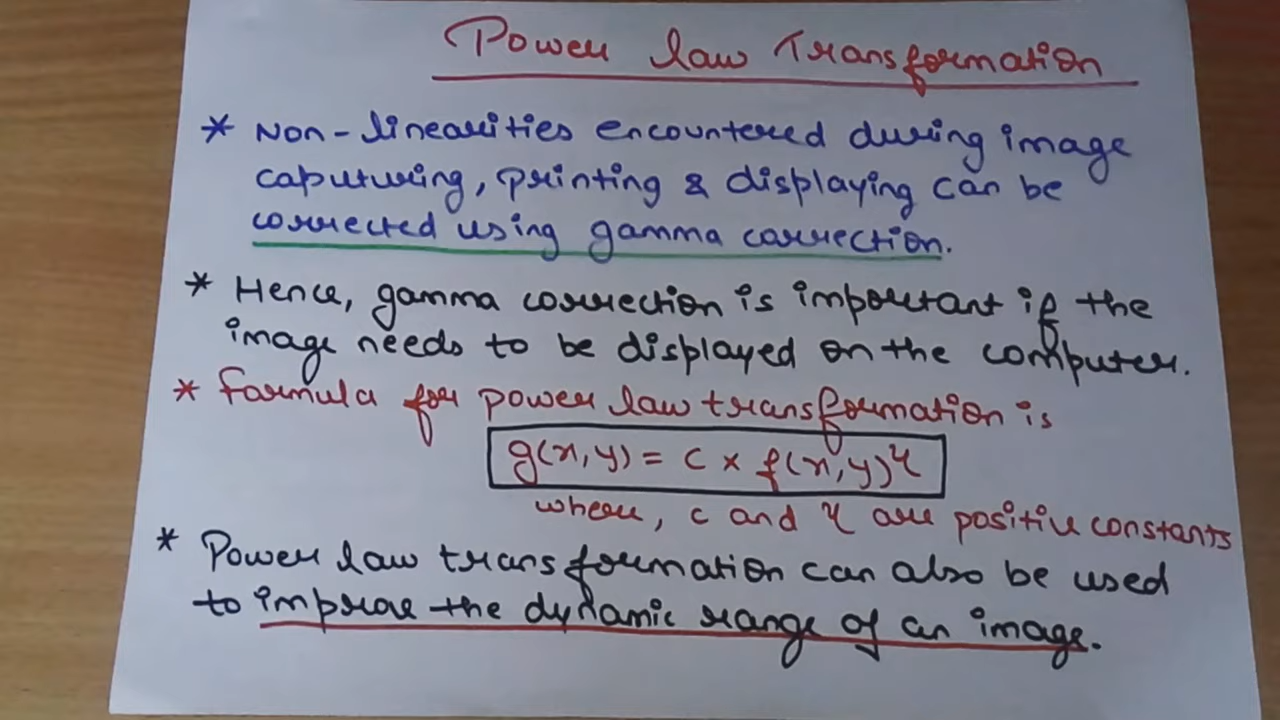 Power law Transformation
* Non-linearities encountered during image
caputuring, printing & displaying can be
corrected using gamma correction.
* Hence, gamma correction is important if the
image needs to be displayed on the computer.
* Formula for power law transformation is
g(x,y) = c × f(x,y)^γ
where, c and γ are positive constants
* Power law transformation can also be used
to improve the dynamic range of an image.